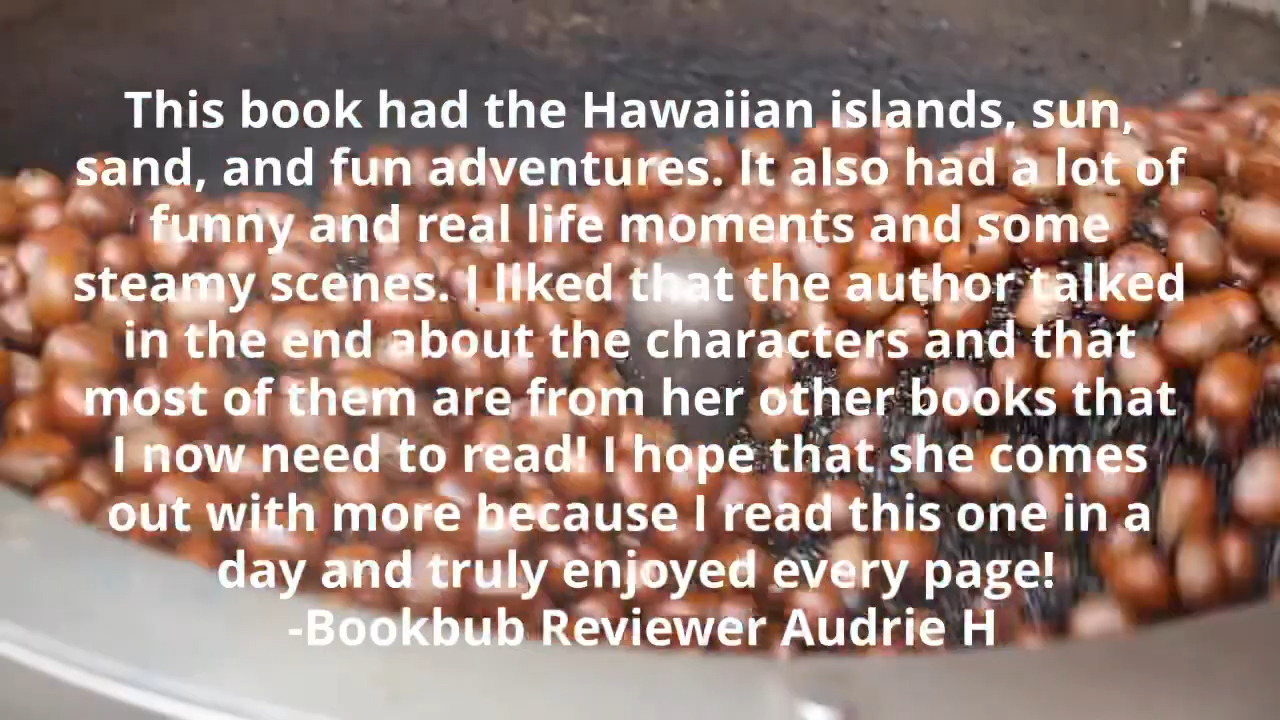 This book had the Hawaiian islands, sun,
sand, and fun adventures. It also had a lot of
funny and real life moments and some
steamy scenes. I liked that the author talked
in the end about the characters and that
most of them are from her other books that
I now need to read! I hope that she comes
out with more because I read this one in a
day and truly enjoyed every page!
-Bookbub Reviewer Audrie H